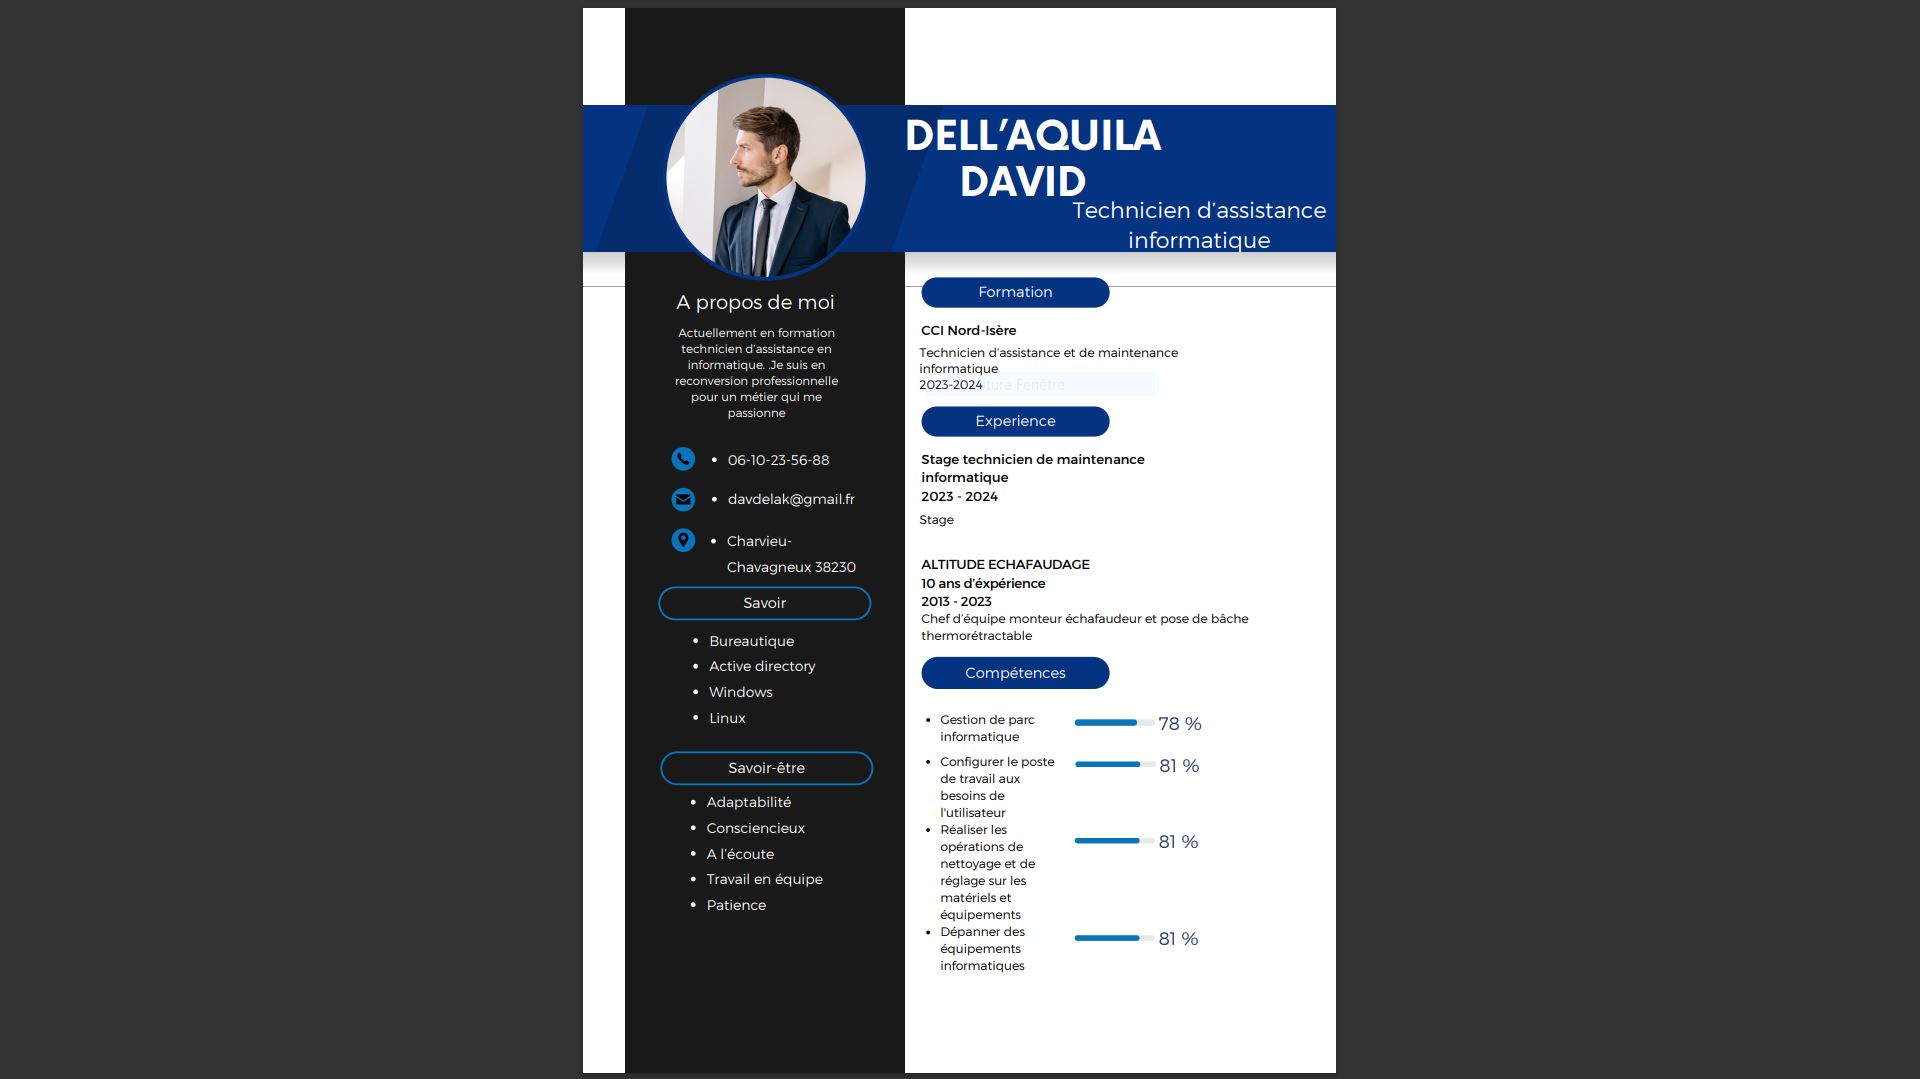 DELL’AQUILA
DAVID
Technicien d’assistance
informatique
A propos de moi
Actuellement en formation
technicien d’assistance en
informatique. .Je suis en
reconversion professionnelle
pour un métier qui me
passionne
06-10-23-56-88
davdelak@gmail.fr
Charvieu-
Chavagneux 38230
Savoir
Bureautique
Active directory
Windows
Linux
Savoir-être
Adaptabilité
Consciencieux
A l’écoute
Travail en équipe
Patience
Formation
CCI Nord-Isère
Technicien d’assistance et de maintenance
informatique
2023-2024
Fenêtre
Experience
Stage technicien de maintenance
informatique
2023 - 2024
Stage
ALTITUDE ECHAFAUDAGE
10 ans d’éxpérience
2013 - 2023
Chef d’équipe monteur échafaudeur et pose de bâche
thermorétractable
Compétences
Gestion de parc
informatique
78 %
Configurer le poste
de travail aux
besoins de
l'utilisateur
81 %
Réaliser les
opérations de
nettoyage et de
réglage sur les
matériels et
équipements
81 %
Dépanner des
équipements
informatiques
81 %